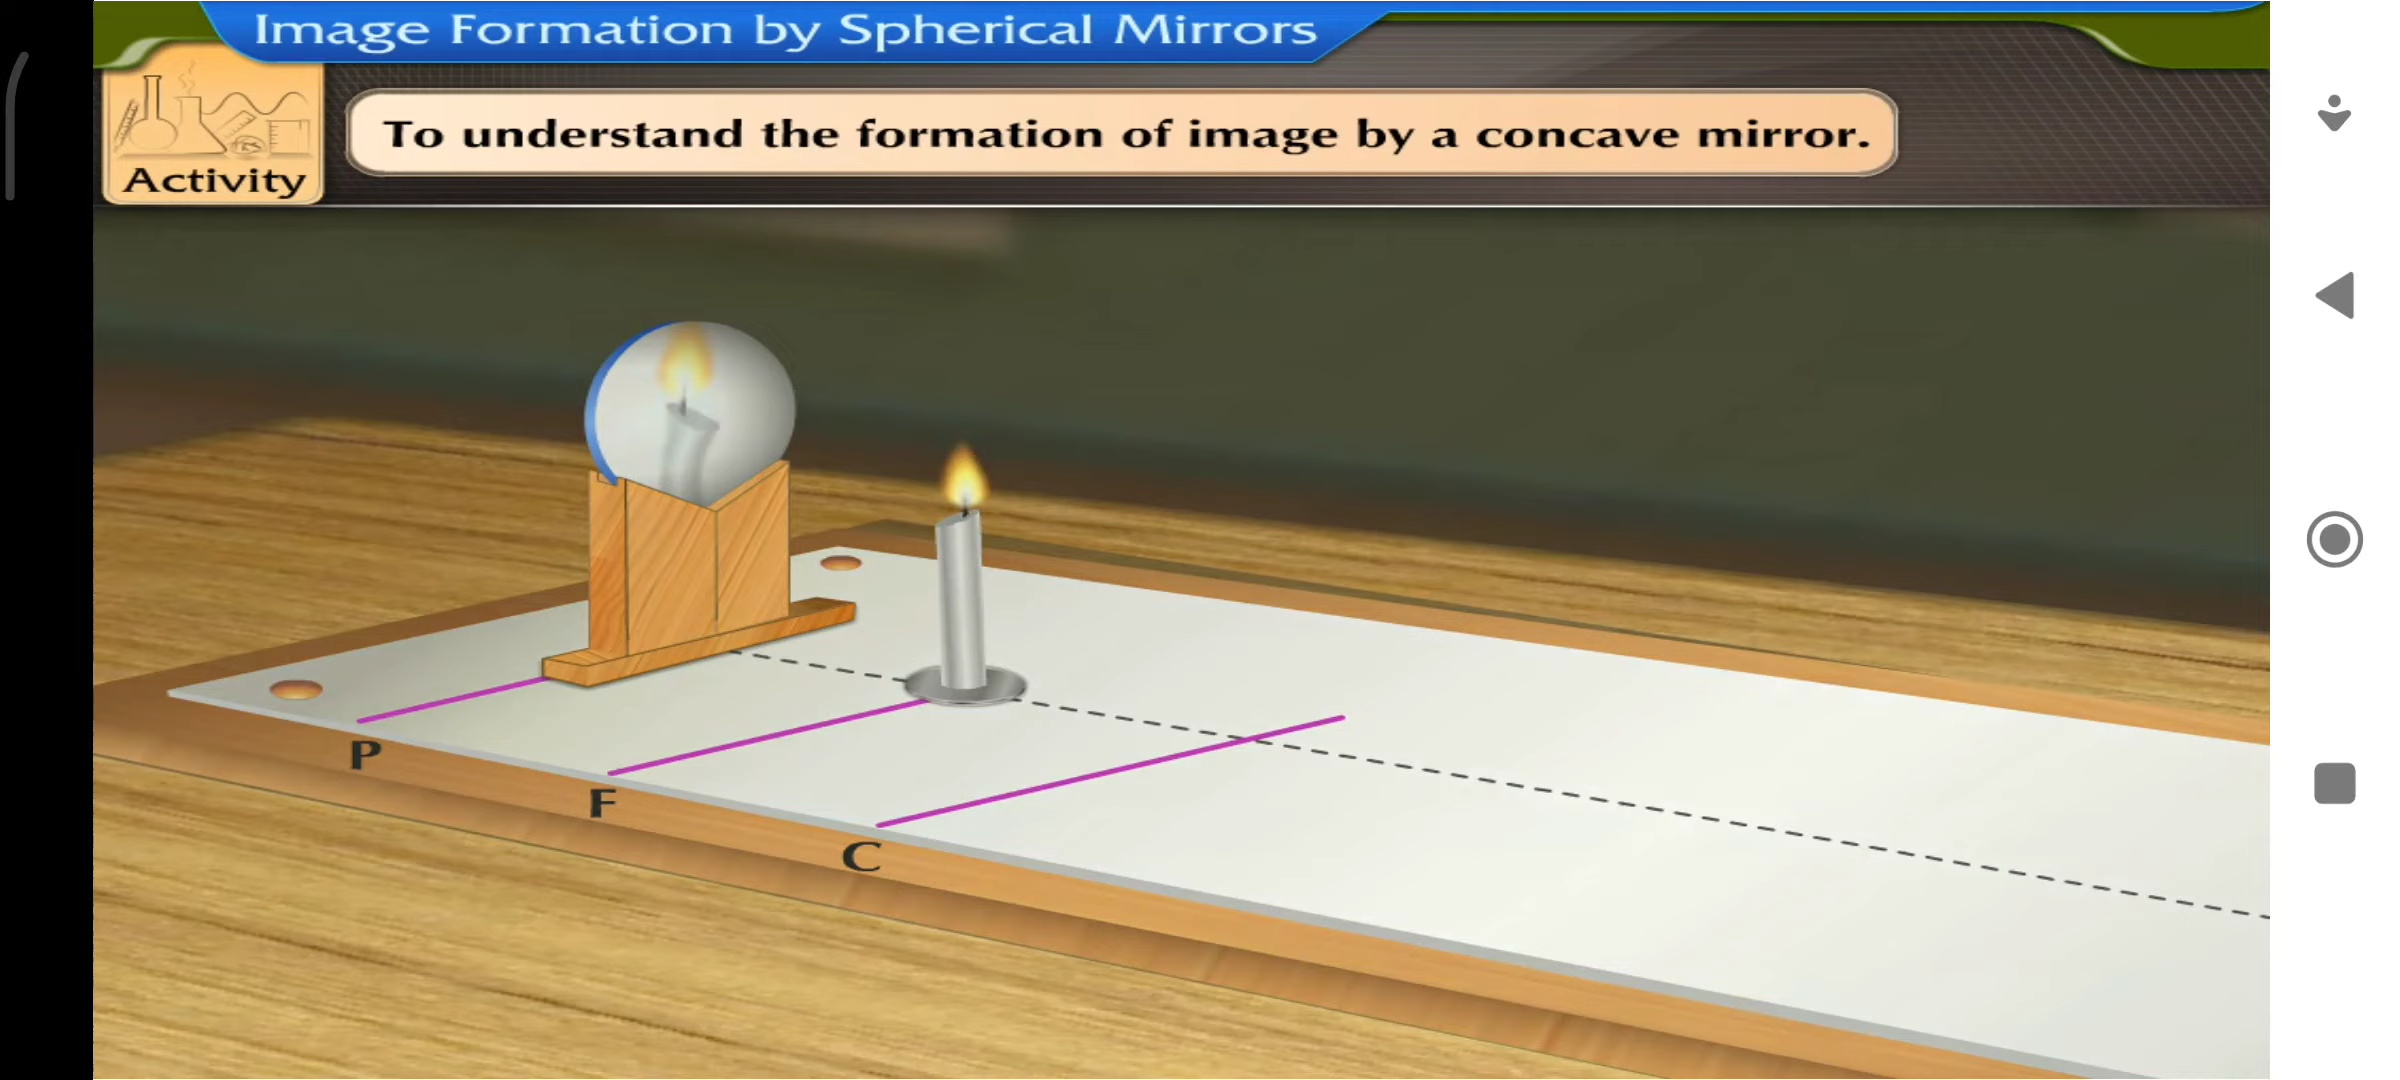 Image Formation by Spherical Mirrors
Activity
To understand the formation of image by a concave mirror.
P
F
C